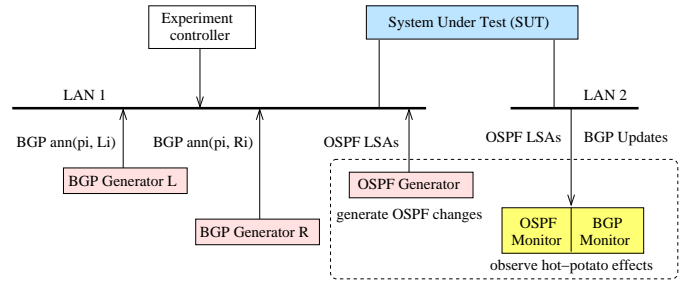 Experiment
controller
System Under Test (SUT)
LAN 1
LAN 2
BGP ann(pi, Li)
BGP ann(pi, Ri)
OSPF LSAs
OSPF LSAs
BGP Updates
BGP Generator L
OSPF Generator
generate OSPF changes
BGP Generator R
OSPF
Monitor
BGP
Monitor
observe hot−potato effects